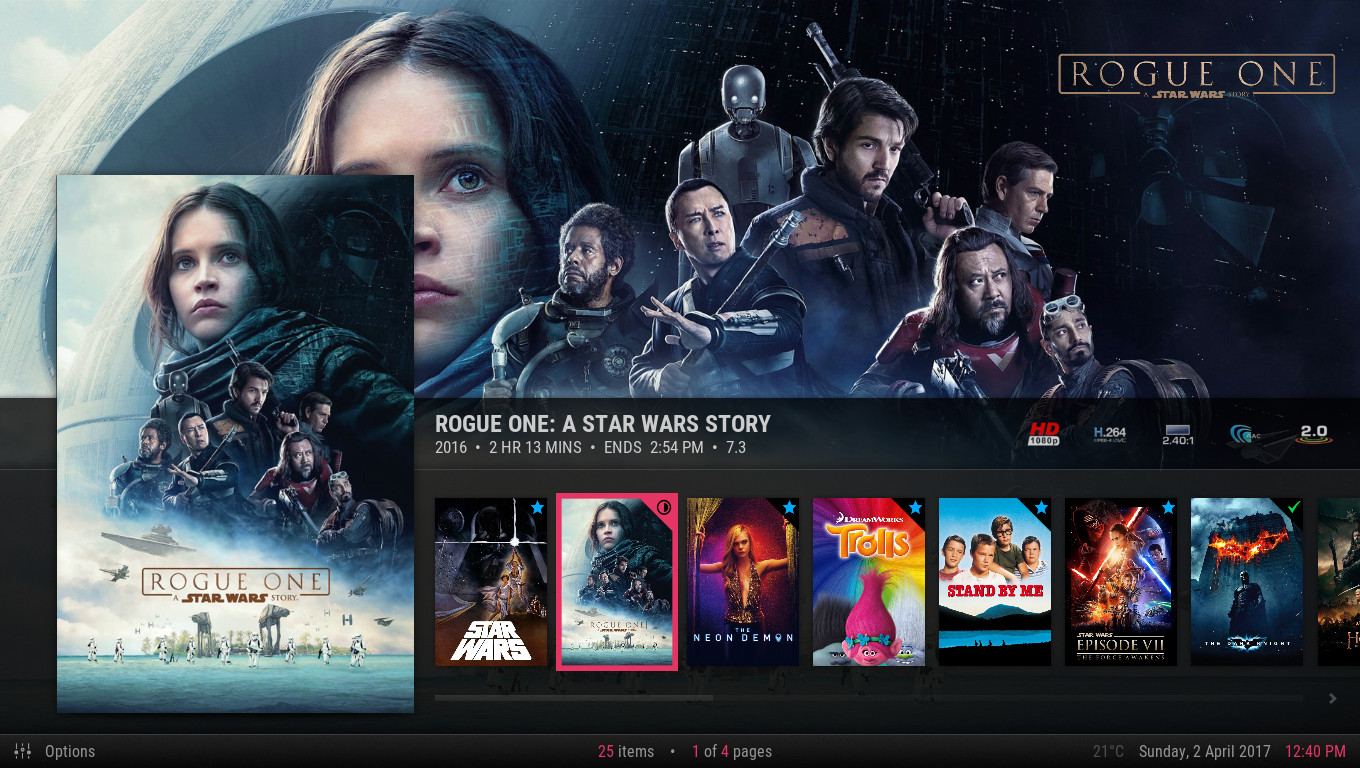 ROGUE ONE
A STAR WARS STORY
ROGUE ONE: A STAR WARS STORY
2016 • 2 HR 13 MINS • ENDS 2:54 PM • 7.3
HD
1080p
H.264
MPEG-4 AVC
2.40:1
AAC
2.0
ROGUE ONE
A STAR WARS STORY
STAR WARS
ROGUE ONE
THE NEON DEMON
DREAMWORKS
Trolls
STAND BY ME
STAR WARS
EPISODE VII
THE FORCE AWAKENS
THE DARK KNIGHT
Options
25 items • 1 of 4 pages
21°C Sunday, 2 April 2017 12:40 PM